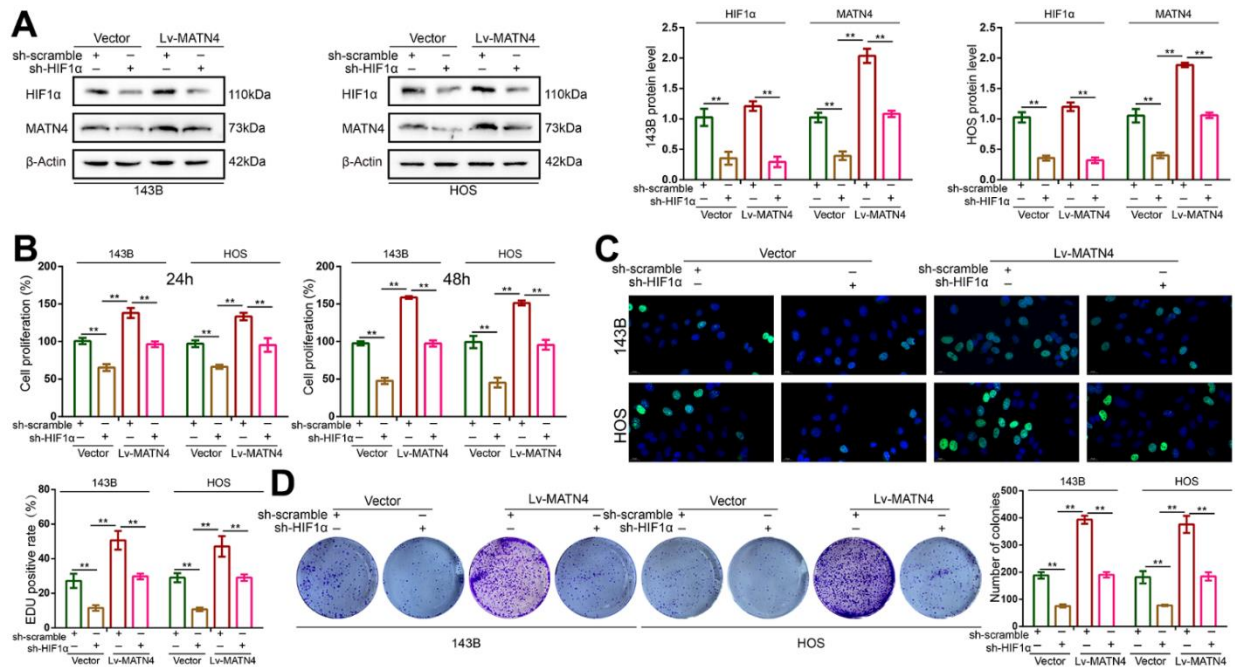 A
Vector Lv-MATN4
sh-scramble + − + −
sh-HIF1α − + − +
HIF1α 110kDa
MATN4 73kDa
β-Actin 42kDa
143B
Vector Lv-MATN4
sh-scramble + − + −
sh-HIF1α − + − +
HIF1α 110kDa
MATN4 73kDa
β-Actin 42kDa
HOS
HIF1α MATN4
143B protein level
2.5
2.0
1.5
1.0
0.5
0.0
** ** ** ** **
sh-scramble + − + − + − + −
sh-HIF1α − + − + − + − +
Vector Lv-MATN4 Vector Lv-MATN4
HIF1α MATN4
HOS protein level
2.5
2.0
1.5
1.0
0.5
0.0
** ** ** ** **
sh-scramble + − + − + − + −
sh-HIF1α − + − + − + − +
Vector Lv-MATN4 Vector Lv-MATN4
B
143B HOS
24h
Cell proliferation (%)
200
150
100
50
0
** ** ** ** ** **
sh-scramble + − + − + − + −
sh-HIF1α − + − + − + − +
Vector Lv-MATN4 Vector Lv-MATN4
143B HOS
48h
Cell proliferation (%)
200
150
100
50
0
** ** ** ** ** **
sh-scramble + − + − + − + −
sh-HIF1α − + − + − + − +
Vector Lv-MATN4 Vector Lv-MATN4
C
Vector Lv-MATN4
sh-scramble + − + −
sh-HIF1α − + − +
143B
HOS
143B HOS
EDU positive rate (%)
80
60
40
20
0
** ** ** ** ** **
sh-scramble + − + − + − + −
sh-HIF1α − + − + − + − +
Vector Lv-MATN4 Vector Lv-MATN4
D
Vector Lv-MATN4 Vector Lv-MATN4
sh-scramble + − + − sh-scramble + − + −
sh-HIF1α − + − + sh-HIF1α − + − +
143B HOS
143B HOS
Number of colonies
500
400
300
200
100
0
** ** ** ** ** **
sh-scramble + − + − + − + −
sh-HIF1α − + − + − + − +
Vector Lv-MATN4 Vector Lv-MATN4